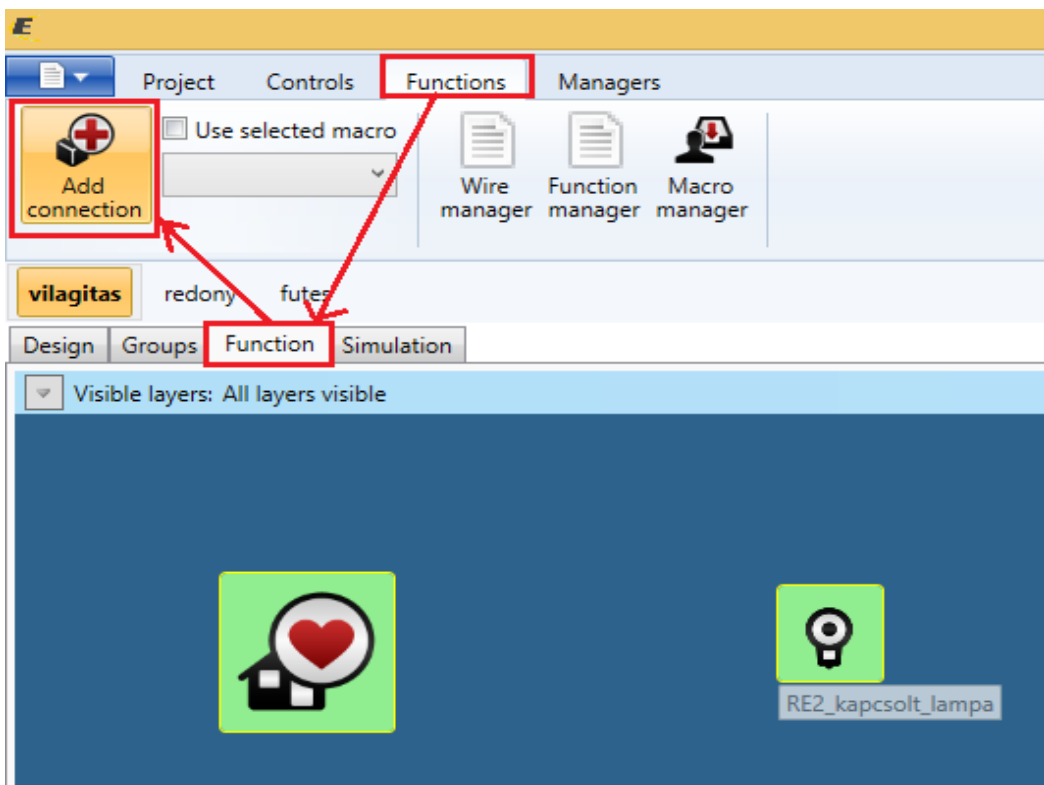 E
Project Controls Functions Managers
Use selected macro
Add
connection
Wire
manager
Function
manager
Macro
manager
vilagitas redony futes
Design Groups Function Simulation
Visible layers: All layers visible
RE2_kapcsolt_lampa